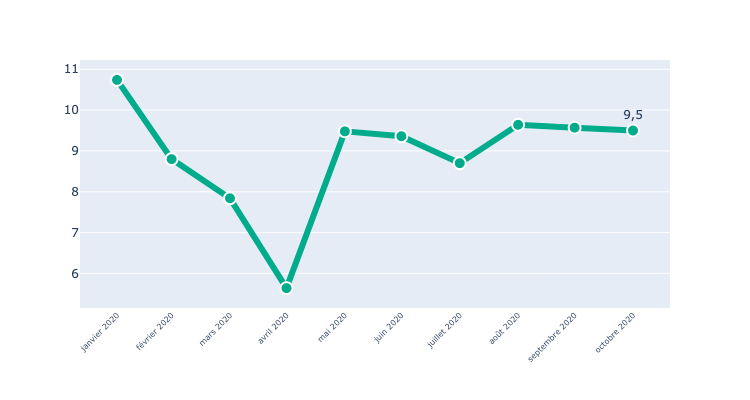 11
10
9
8
7
6
9,5
janvier 2020
février 2020
mars 2020
avril 2020
mai 2020
juin 2020
juillet 2020
août 2020
septembre 2020
octobre 2020